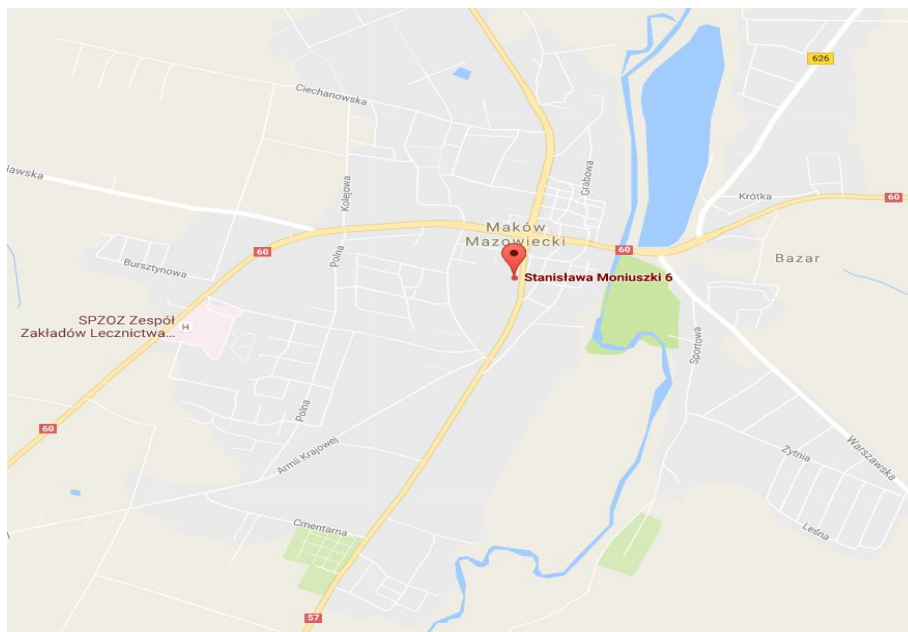 626
Ciechanowska
Grabowa
Kolejowa
Krótka
60
Maków
Mazowiecki
60
60
Polna
Bazar
Bursztynowa
Stanisława Moniuszki 6
SPZOZ Zespół
Zakładów Lecznictwa...
H
Sportowa
Polna
60
Armii Krajowej
Żytnia
Warszawska
Cmentarna
Leśna
57